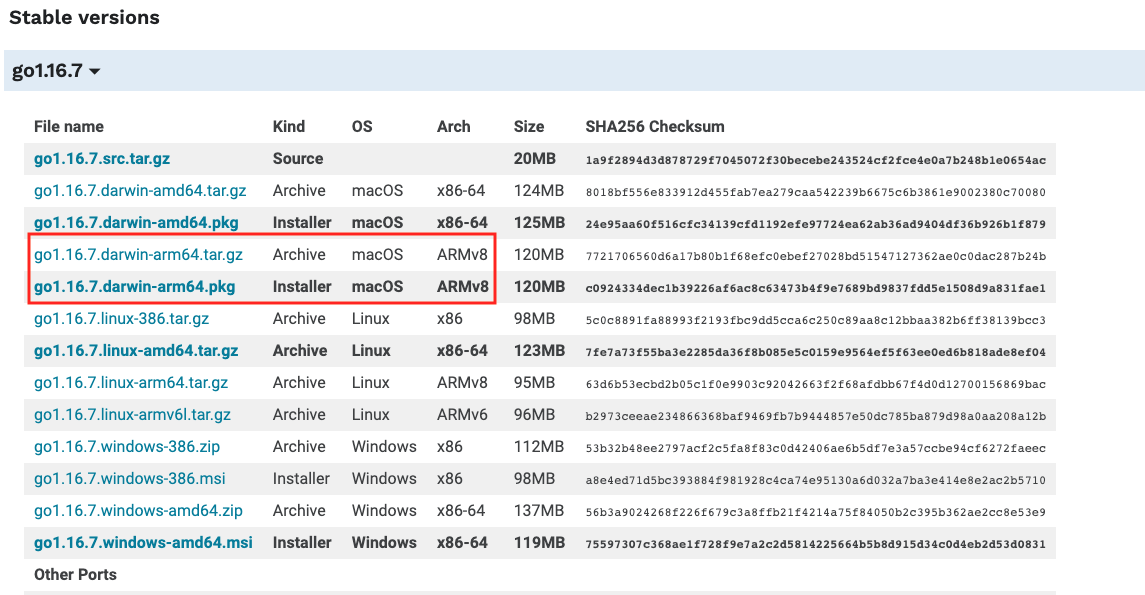 Stable versions
go1.16.7
File name Kind OS Arch Size SHA256 Checksum
go1.16.7.src.tar.gz Source 20MB 1a9f2894d3d878729f7045072f30becebe243524cf2fce4e0a7b248b1e0654ac
go1.16.7.darwin-amd64.tar.gz Archive macOS x86-64 124MB 8018bf556e833912d455fab7ea279caa542239b6675c6b3861e9002380c70080
go1.16.7.darwin-amd64.pkg Installer macOS x86-64 125MB 24e95aa60f516cfc34139cfd1192efe97724ea62ab36ad9404df36b926b1f879
go1.16.7.darwin-arm64.tar.gz Archive macOS ARMv8 120MB 7721706560d6a17b80b1f68efc0ebef27028bd51547127362ae0c0dac287b24b
go1.16.7.darwin-arm64.pkg Installer macOS ARMv8 120MB c0924334dec1b39226af6ac8c63473b4f9e7689bd9837fdd5e1508d9a831fae1
go1.16.7.linux-386.tar.gz Archive Linux x86 98MB 5c0c8891fa88993f2193fbc9dd5cca6c250c89aa8c12bbaa382b6ff38139bcc3
go1.16.7.linux-amd64.tar.gz Archive Linux x86-64 123MB 7fe7a73f55ba3e2285da36f8b085e5c0159e9564ef5f63ee0ed6b818ade8ef04
go1.16.7.linux-arm64.tar.gz Archive Linux ARMv8 95MB 63d6b53ecbd2b05c1f0e9903c92042663f2f68afdbb67f4d0d12700156869bac
go1.16.7.linux-armv6l.tar.gz Archive Linux ARMv6 96MB b2973ceeae234866368baf9469fb7b9444857e50dc785ba879d98a0aa208a12b
go1.16.7.windows-386.zip Archive Windows x86 112MB 53b32b48ee2797acf2c5fa8f83c0d42406ae6b5df7e3a57ccbe94cf6272faeec
go1.16.7.windows-386.msi Installer Windows x86 98MB a8e4ed71d5bc393884f981928c4ca74e95130a6d032a7ba3e414e8e2ac2b5710
go1.16.7.windows-amd64.zip Archive Windows x86-64 137MB 56b3a9024268f226f679c3a8ffb21f4214a75f84050b2c395b362ae2cc8e53e9
go1.16.7.windows-amd64.msi Installer Windows x86-64 119MB 75597307c368ae1f728f9e7a2c2d5814225664b5b8d915d34c0d4eb2d53d0831
Other Ports